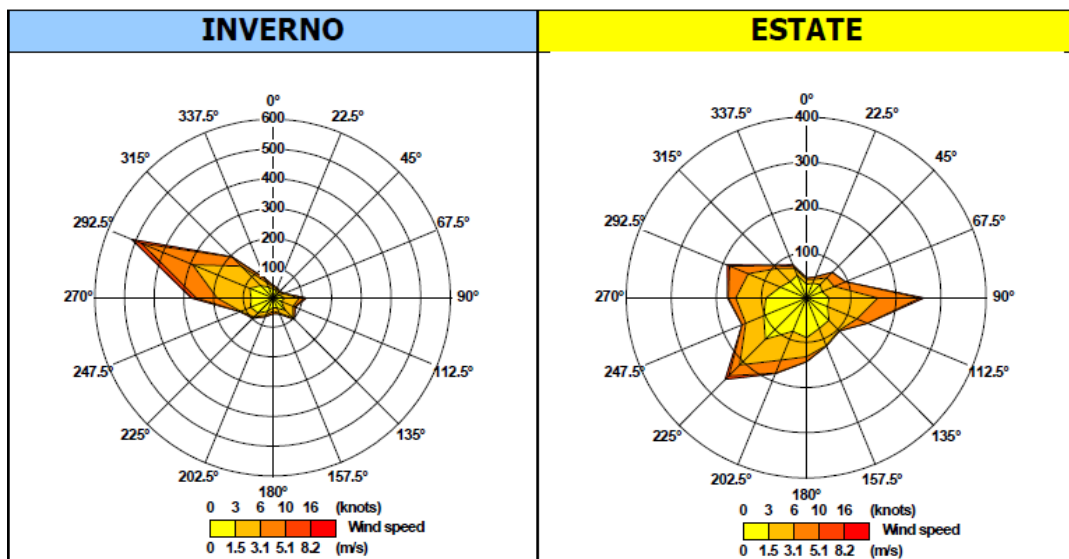 INVERNO
0°
337.5° 22.5°
600
315° 500 45°
400
292.5° 300 67.5°
200
100
270° 90°
247.5° 112.5°
225° 135°
202.5° 157.5°
180°
0 3 6 10 16 (knots)
Wind speed
0 1.5 3.1 5.1 8.2 (m/s)
ESTATE
0°
337.5° 22.5°
400
315° 45°
300
292.5° 67.5°
200
100
270° 90°
247.5° 112.5°
225° 135°
202.5° 157.5°
180°
0 3 6 10 16 (knots)
Wind speed
0 1.5 3.1 5.1 8.2 (m/s)